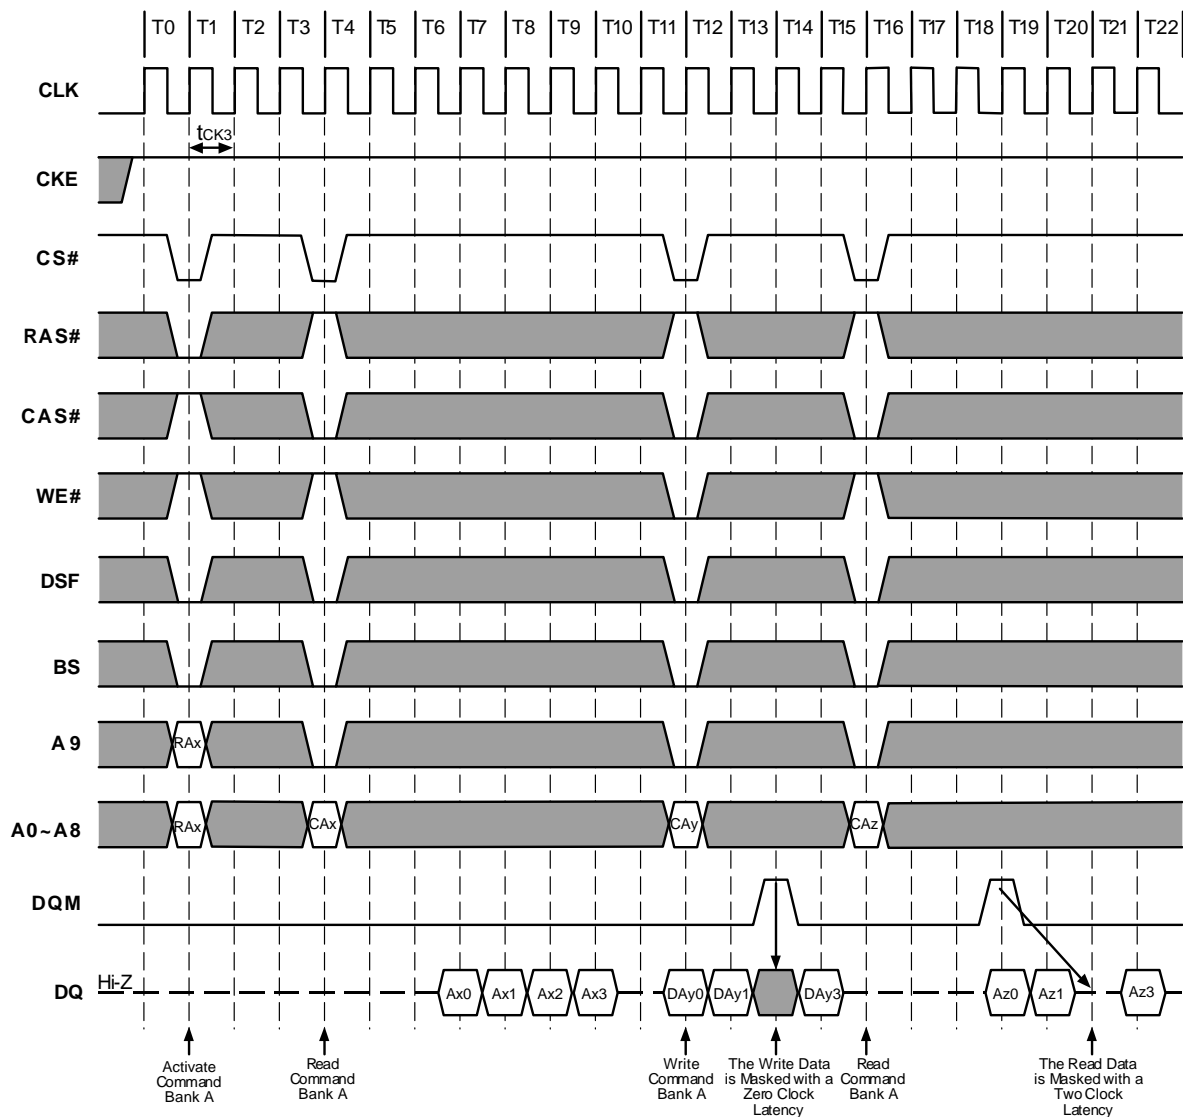 T0 T1 T2 T3 T4 T5 T6 T7 T8 T9 T10 T11 T12 T13 T14 T15 T16 T17 T18 T19 T20 T21 T22
CLK
tCK3
CKE
CS#
RAS#
CAS#
WE#
DSF
BS
A9 RAx
A0~A8 RAx CAx CAy CAz
DQM
Hi-Z
DQ Ax0 Ax1 Ax2 Ax3 DAy0 DAy1 DAy3 Az0 Az1 Az3
Activate
Command
Bank A
Read
Command
Bank A
Write
Command
Bank A
The Write Data
is Masked with a
Zero Clock
Latency
Read
Command
Bank A
The Read Data
is Masked with a
Two Clock
Latency